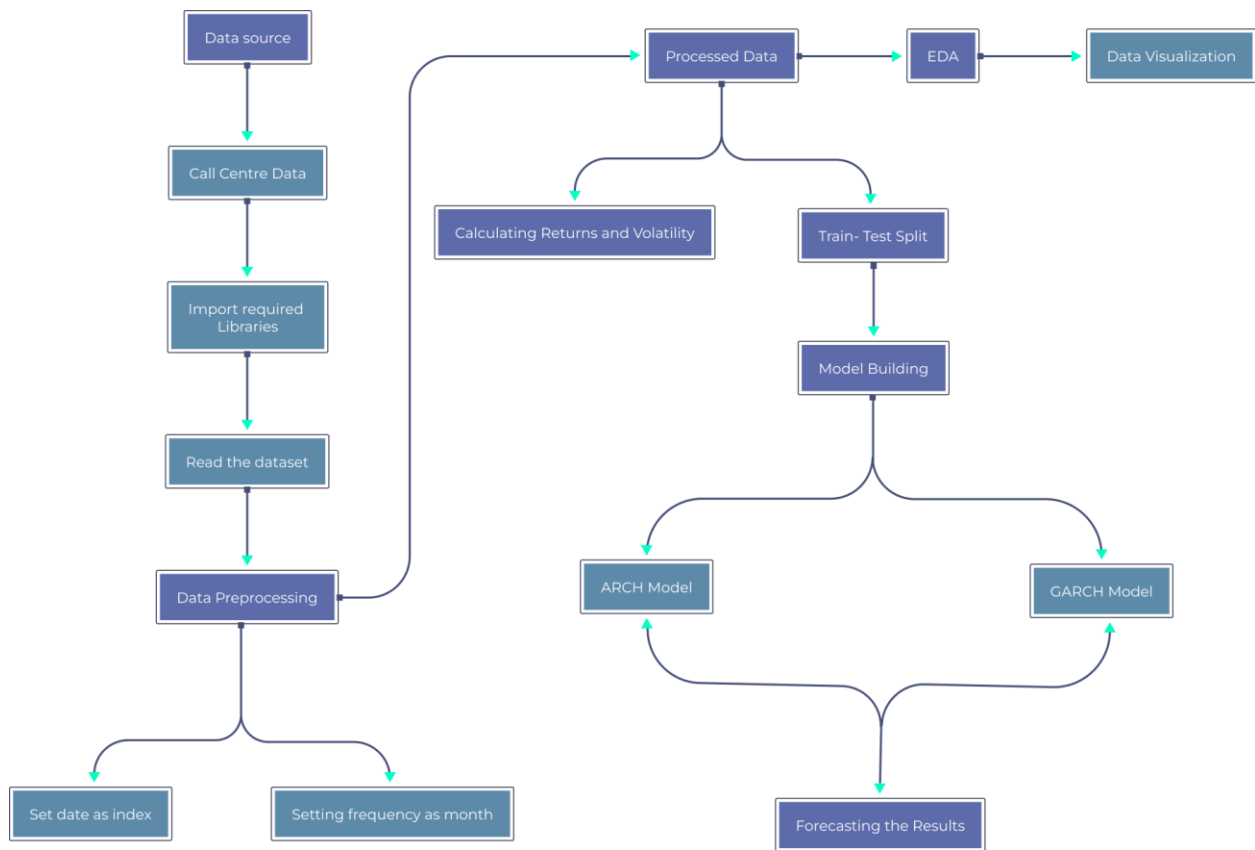 Data source
Call Centre Data
Import required
Libraries
Read the dataset
Data Preprocessing
Set date as index
Setting frequency as month
Processed Data
EDA
Data Visualization
Calculating Returns and Volatility
Train- Test Split
Model Building
ARCH Model
GARCH Model
Forecasting the Results